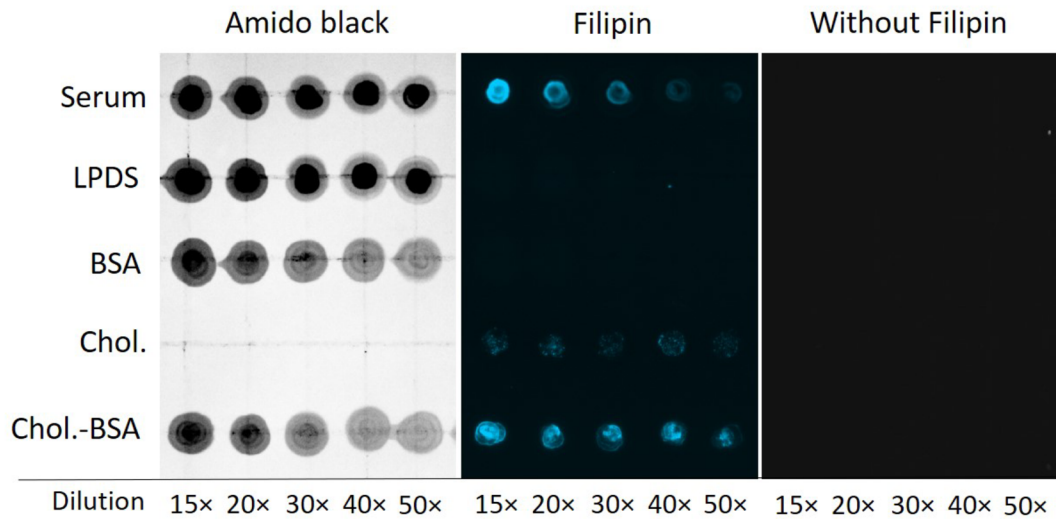 Amido black Filipin Without Filipin
Serum
LPDS
BSA
Chol.
Chol.-BSA
Dilution 15× 20× 30× 40× 50× 15× 20× 30× 40× 50× 15× 20× 30× 40× 50×